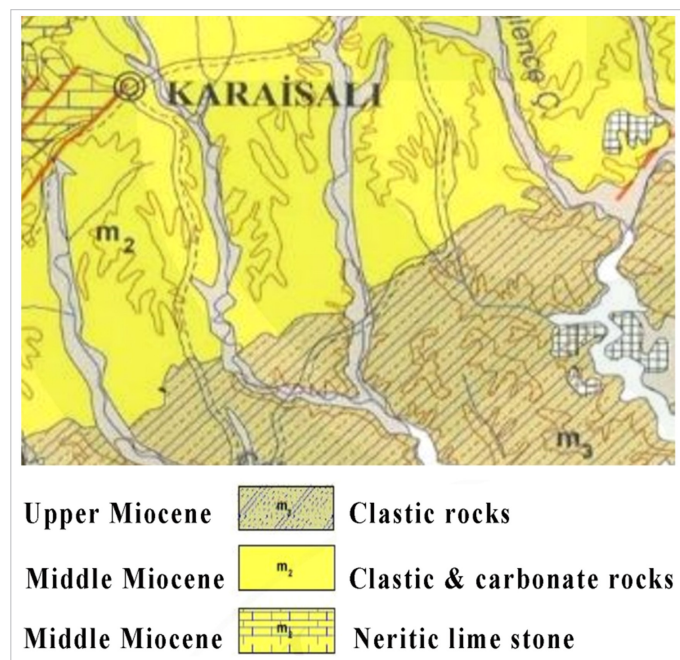 ilence Ç
KARAİSALI
m₂
m₃
Upper Miocene m₃ Clastic rocks
Middle Miocene m₂ Clastic & carbonate rocks
Middle Miocene Neritic lime stone